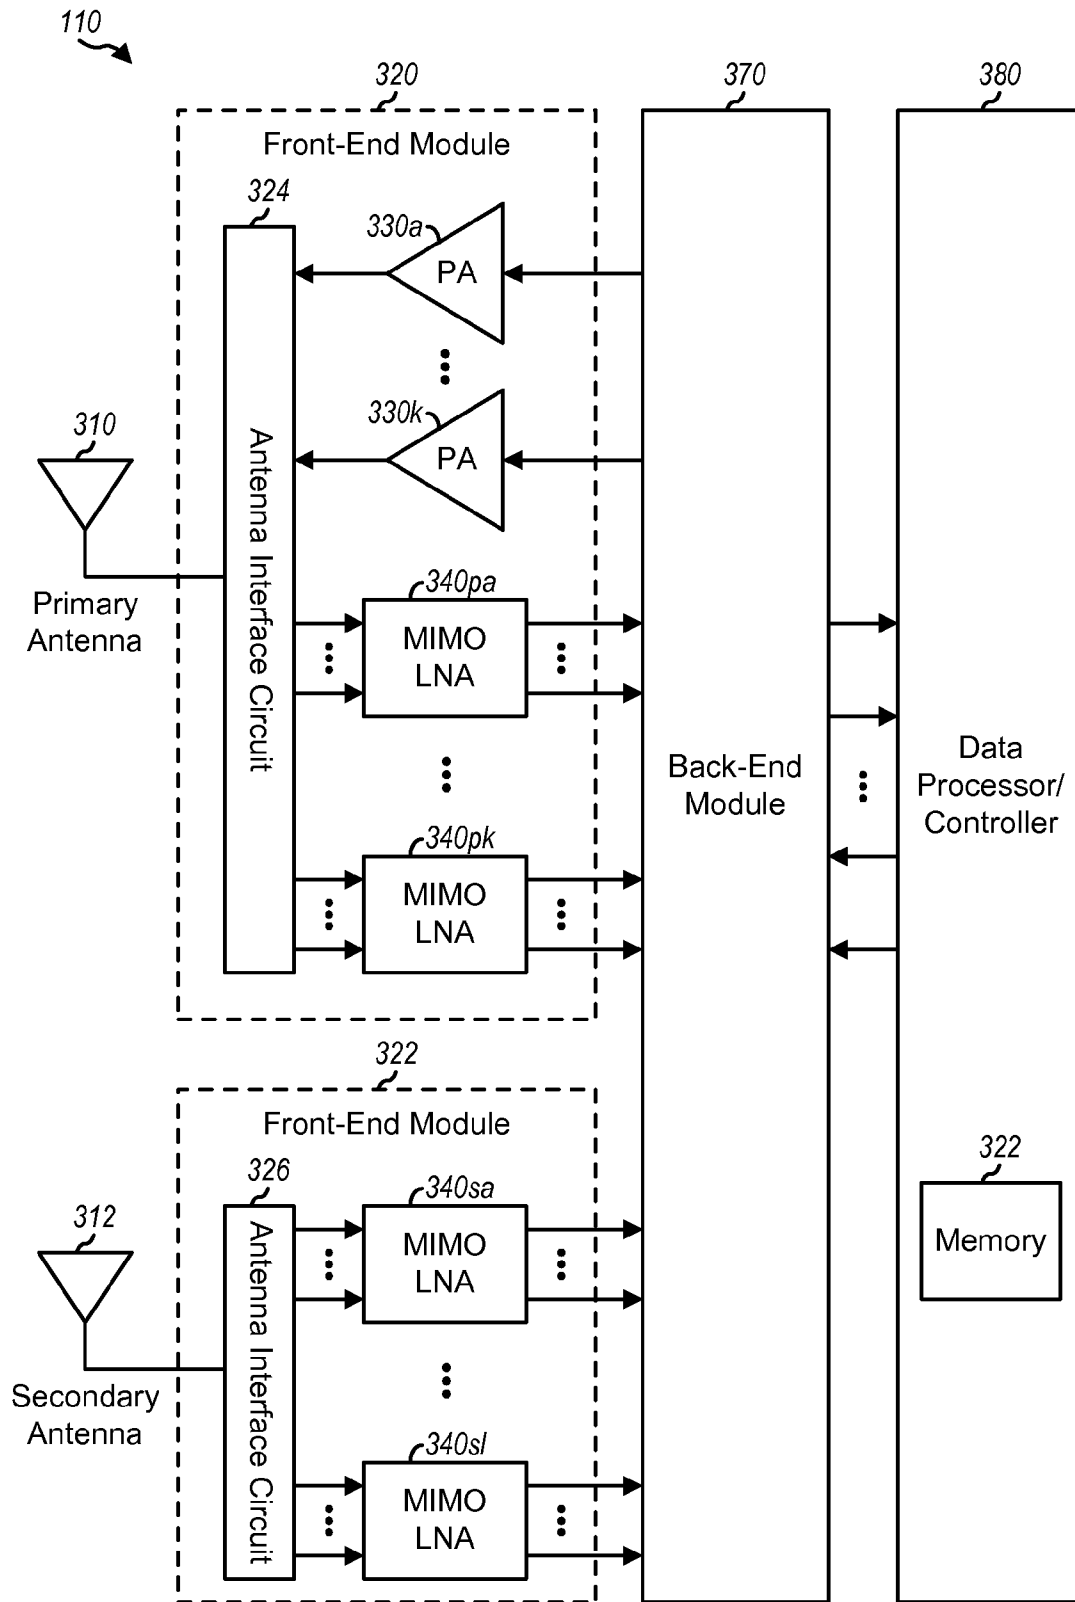 110
320
370
380
Front-End Module
324
330a
PA
330k
PA
310
Antenna Interface Circuit
Primary
Antenna
340pa
MIMO
LNA
Back-End
Module
Data
Processor/
Controller
340pk
MIMO
LNA
322
Front-End Module
326
340sa
MIMO
LNA
322
Memory
312
Antenna Interface Circuit
Secondary
Antenna
340sl
MIMO
LNA